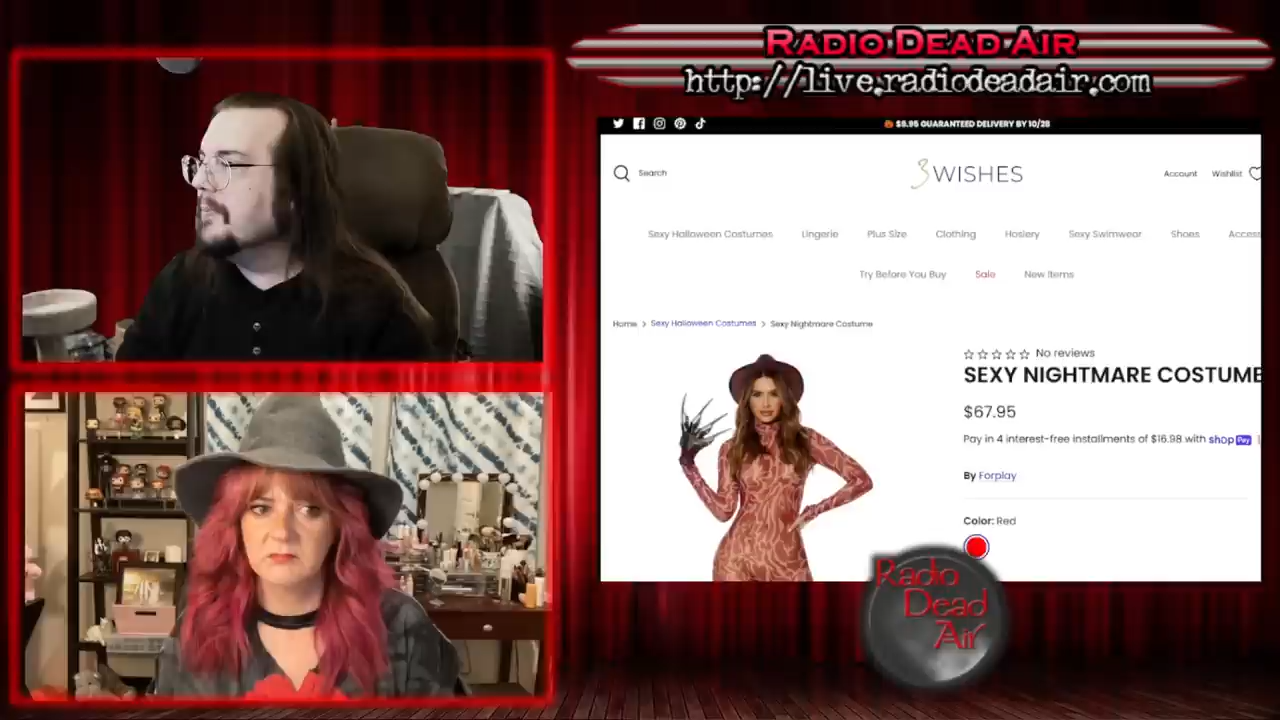 Radio Dead Air
http://live.radiodeadair.com
$8.95 GUARANTEED DELIVERY BY 10/28
Search
3WISHES
Account Wishlist
Sexy Halloween Costumes Lingerie Plus Size Clothing Hosiery Sexy Swimwear Shoes Access
Try Before You Buy Sale New Items
Home > Sexy Halloween Costumes > Sexy Nightmare Costume
No reviews
SEXY NIGHTMARE COSTUME
$67.95
Pay in 4 interest-free installments of $16.98 with shop Pay
By Forplay
Color: Red
Radio
Dead
Air